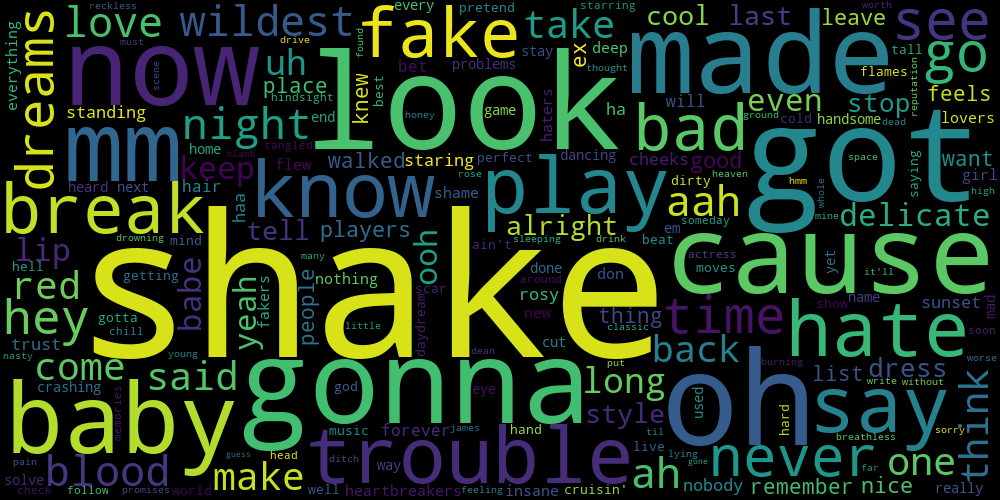 reckless
every
pretend
starring
cool
last
leave
worth
love
wildest
fake
take
see
everything
dreams
now
drive
found
knew
look
ex
stay
deep
made
tall
go
must
scene
uh
bet
problems
thought
flames
reputation
place
best
hindsight
game
haters
will
even
stop
feels
standing
end
ha
bad
ground
cold
handsome
dead
lovers
mm
night
honey
got
home
tangled
walked
staring
perfect
dancing
cheeks
good
space
saying
want
keep
blank
flew
know
rose
play
dirty
heaven
hmm
whole
girl
heard
next
hair
haa
shame
aah
someday
mine
high
break
tell
players
alright
em
delicate
lip
drowning
mind
ooh
ain't
sleeping
drink
beat
cause
yet
hell
babe
shake
many
done
around
don
actress
moves
it'll
red
getting
yeah
fakers
people
nothing
scar
daydream
rosy
thing
time
show
name
sunset
mad
hey
gotta
chill
little
new
classic
hate
soon
trust
nasty
young
cut
back
burning
worse
come
said
god
dean
put
list
dress
think
crashing
gonna
eye
long
used
write
without
baby
memories
style
oh
hard
say
music
forever
james
hand
breathless
sorry
pain
guess
head
trouble
til
live
lying
never
one
solve
blood
make
ditch
way
ah
nobody
gone
far
remember
nice
really
check
follow
promises
world
well
heartbreakers
feeling
insane
cruisin'